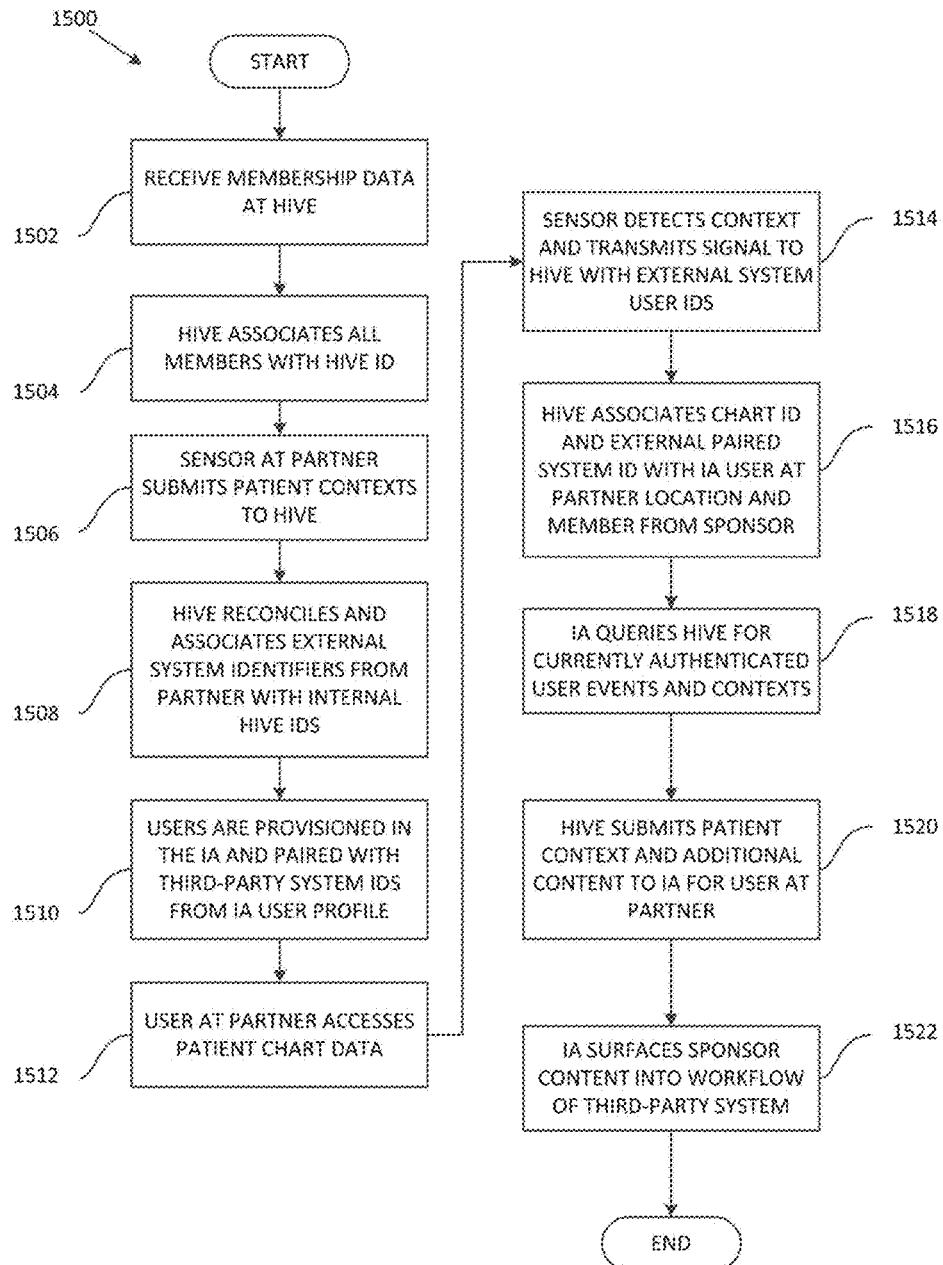 1500
START
RECEIVE MEMBERSHIP DATA
AT HIVE
1502
HIVE ASSOCIATES ALL
MEMBERS WITH HIVE ID
1504
SENSOR AT PARTNER
SUBMITS PATIENT CONTEXTS
TO HIVE
1506
HIVE RECONCILES AND
ASSOCIATES EXTERNAL
SYSTEM IDENTIFIERS FROM
PARTNER WITH INTERNAL
HIVE IDS
1508
USERS ARE PROVISIONED IN
THE IA AND PAIRED WITH
THIRD-PARTY SYSTEM IDS
FROM IA USER PROFILE
1510
USER AT PARTNER ACCESSES
PATIENT CHART DATA
1512
SENSOR DETECTS CONTEXT
AND TRANSMITS SIGNAL TO
HIVE WITH EXTERNAL SYSTEM
USER IDS
1514
HIVE ASSOCIATES CHART ID
AND EXTERNAL PAIRED
SYSTEM ID WITH IA USER AT
PARTNER LOCATION AND
MEMBER FROM SPONSOR
1516
IA QUERIES HIVE FOR
CURRENTLY AUTHENTICATED
USER EVENTS AND CONTEXTS
1518
HIVE SUBMITS PATIENT
CONTEXT AND ADDITIONAL
CONTENT TO IA FOR USER AT
PARTNER
1520
IA SURFACES SPONSOR
CONTENT INTO WORKFLOW
OF THIRD-PARTY SYSTEM
1522
END